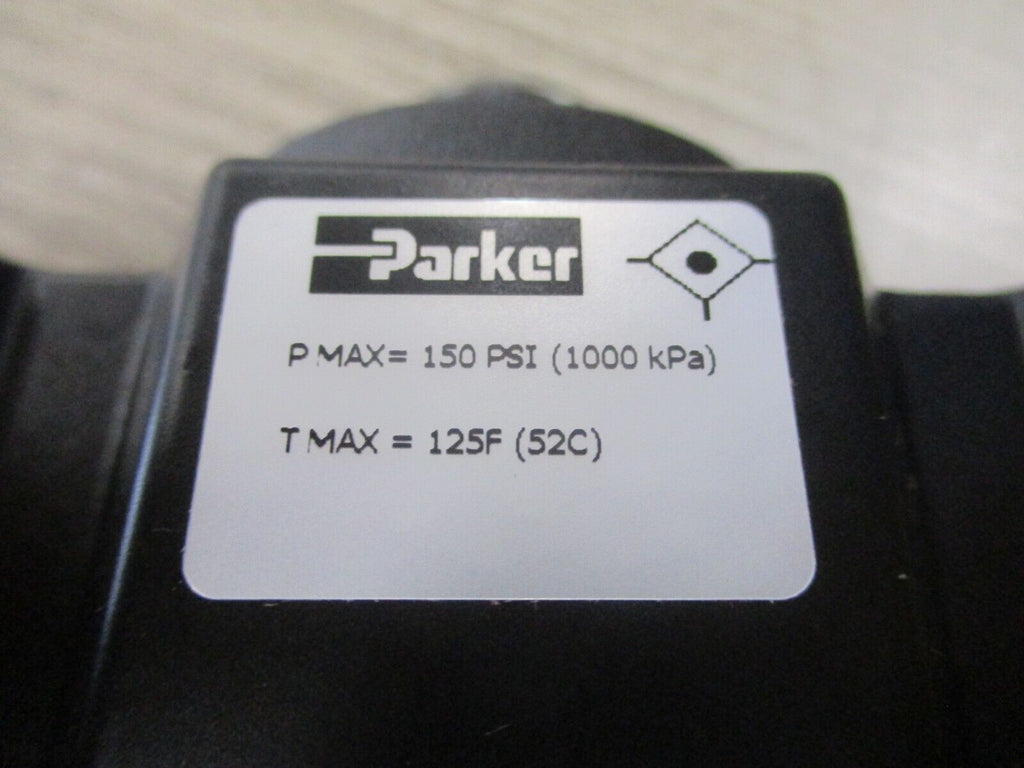 Parker
P MAX= 150 PSI (1000 kPa)
T MAX = 125F (52C)